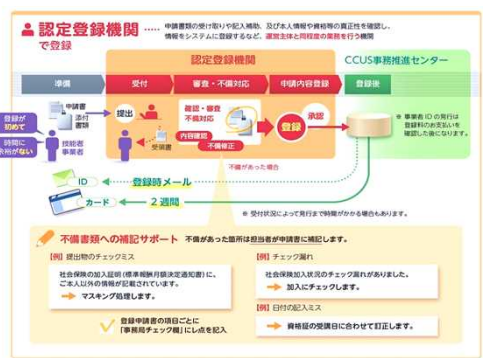 認定登録機関 ‥‥‥ 申請書類の受け取りや記入補助、及び本人情報や資格等の真正性を確認し、
で登録 情報をシステムに登録するなど、運営主体と同程度の業務を行う機関
認定登録機関
CCUS事務推進センター
準備 受付 審査・不備対応 申請内容登録 登録後
登録が
初めて
時間に
余裕がない
申請書
添付
書類
技能者
事業者
提出
受領書
確認・審査
不備対応
内容確認
不備修正
登録
承認
※ 事業者 ID の発行は
登録料のお支払いを
確認した後になります。
不備があった場合
ID 登録時メール
カード 2 週間
※ 受付状況によって発行まで時間がかかる場合もあります。
不備書類への補記サポート 不備があった箇所は担当者が申請書に補記します。
【例】提出物のチェックミス
社会保険の加入証明(標準報酬月額決定通知書)に、
ご本人以外の情報が記載されています。
マスキング処理します。
登録申請書の項目ごとに
「事務局チェック欄」にレ点を記入
【例】チェック漏れ
社会保険加入状況のチェック漏れがありました。
加入にチェックします。
【例】日付の記入ミス
資格証の受講日に合わせて訂正します。